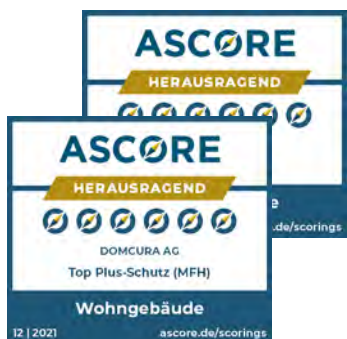 ASCORE
HERAUSRAGEND
e
.de/scorings
ASCORE
HERAUSRAGEND
DOMCURA AG
Top Plus-Schutz (MFH)
Wohngebäude
12 | 2021 ascore.de/scorings